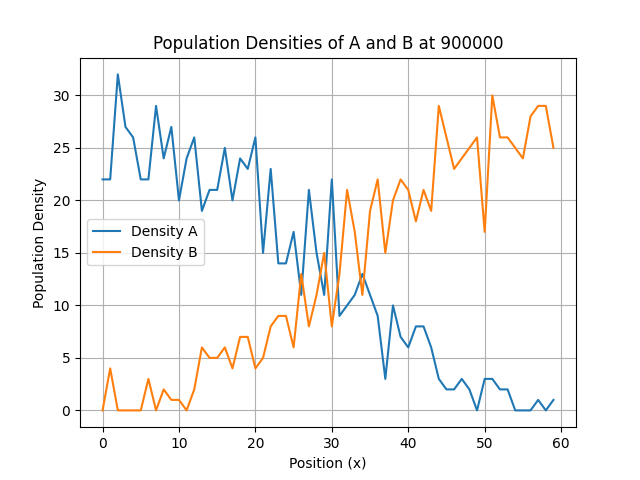 Population Densities of A and B at 900000
Population Density
30
25
20
15
10
5
0
Density A
Density B
0 10 20 30 40 50 60
Position (x)